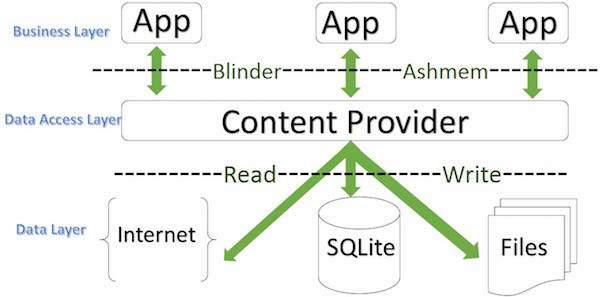 Business Layer
App
App
App
Blinder
Ashmem
Data Access Layer
Content Provider
Read
Write
Data Layer
Internet
SQLite
Files